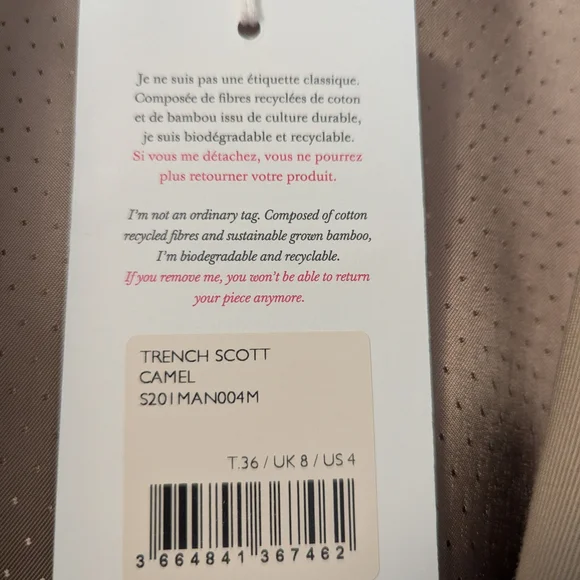 Je ne suis pas une étiquette classique.
Composée de fibres recyclées de coton
et de bambou issu de culture durable,
je suis biodégradable et recyclable.
Si vous me détachez, vous ne pourrez
plus retourner votre produit.
I'm not an ordinary tag. Composed of cotton
recycled fibres and sustainable grown bamboo,
I'm biodegradable and recyclable.
If you remove me, you won't be able to return
your piece anymore.
TRENCH SCOTT
CAMEL
S201MAN004M
T.36 / UK 8 / US 4
3 664841 367462